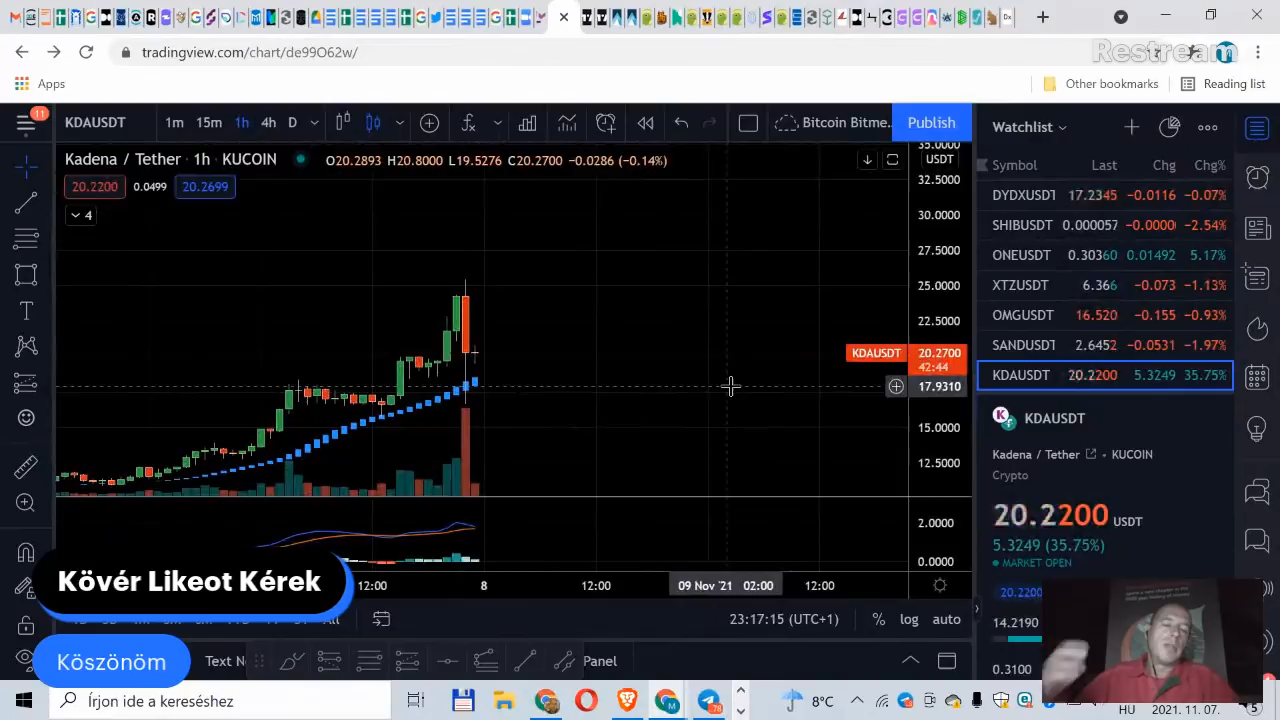 tradingview.com/chart/de99O62w/
Restream
Apps
Other bookmarks
Reading list
11
KDAUSDT
1m 15m 1h 4h D
Bitcoin Bitme...
Publish
Watchlist
Kadena / Tether · 1h · KUCOIN
O20.2893 H20.8000 L19.5276 C20.2700 −0.0286 (−0.14%)
20.2200 0.0499 20.2699
4
35.0000
USDT
32.5000
30.0000
27.5000
25.0000
22.5000
KDAUSDT 20.2700
42:44
17.9310
15.0000
12.5000
2.0000
0.0000
Symbol Last Chg Chg%
DYDXUSDT 17.2345 −0.0116 −0.07%
SHIBUSDT 0.000057 −0.0000 −2.54%
ONEUSDT 0.30360 0.01492 5.17%
XTZUSDT 6.366 −0.073 −1.13%
OMGUSDT 16.520 −0.155 −0.93%
SANDUSDT 2.6452 −0.0531 −1.97%
KDAUSDT 20.2200 5.3249 35.75%
KDAUSDT
Kadena / Tether · KUCOIN
Crypto
20.2200 USDT
5.3249 (35.75%)
MARKET OPEN
20.2200
14.2190
0.3100
12:00 8 12:00 09 Nov '21 02:00 12:00
23:17:15 (UTC+1) % log auto
Kövér Likeot Kérek
Köszönöm
Text
Panel
Írjon ide a kereséshez
78
8°C
HU
2021. 11. 07.
5